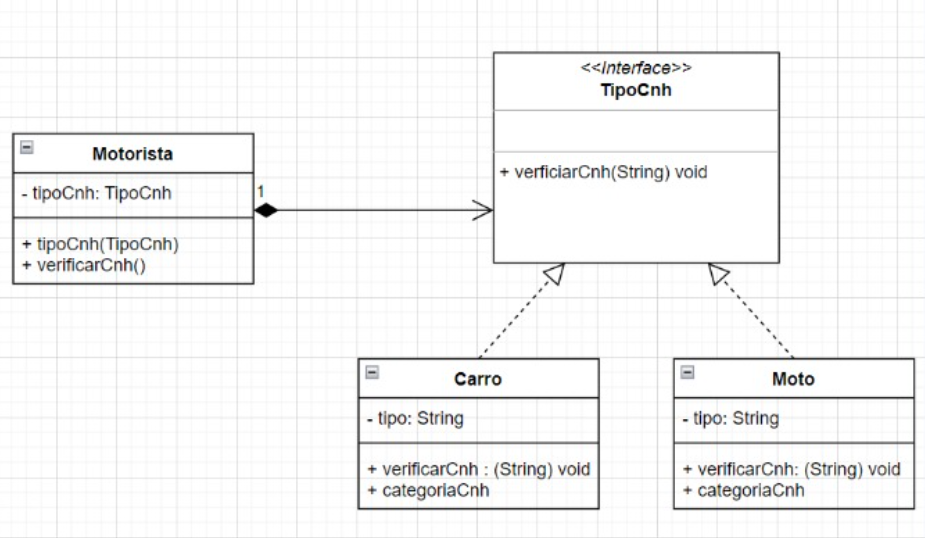 <<Interface>>
TipoCnh
+ verficiarCnh(String) void
Motorista
- tipoCnh: TipoCnh
+ tipoCnh(TipoCnh)
+ verificarCnh()
1
Carro
- tipo: String
+ verificarCnh : (String) void
+ categoriaCnh
Moto
- tipo: String
+ verificarCnh: (String) void
+ categoriaCnh